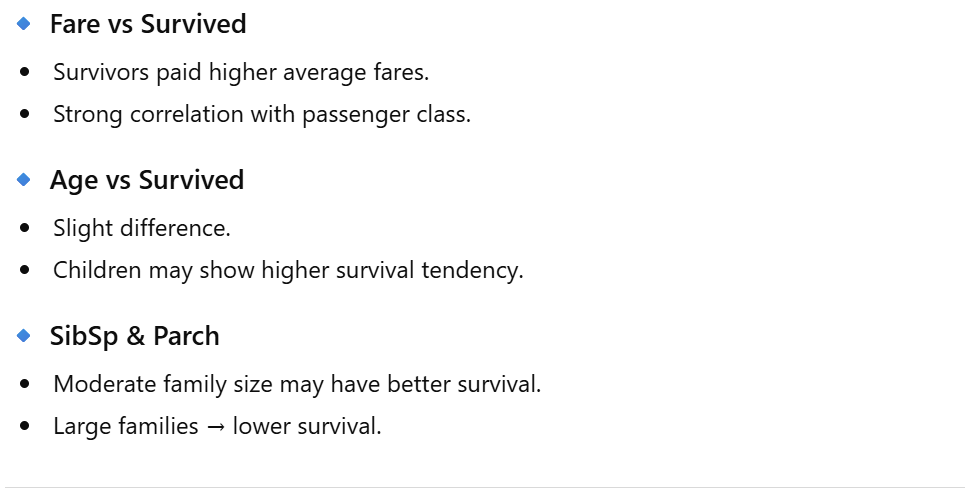 🔹 Fare vs Survived
• Survivors paid higher average fares.
• Strong correlation with passenger class.
🔹 Age vs Survived
• Slight difference.
• Children may show higher survival tendency.
🔹 SibSp & Parch
• Moderate family size may have better survival.
• Large families → lower survival.